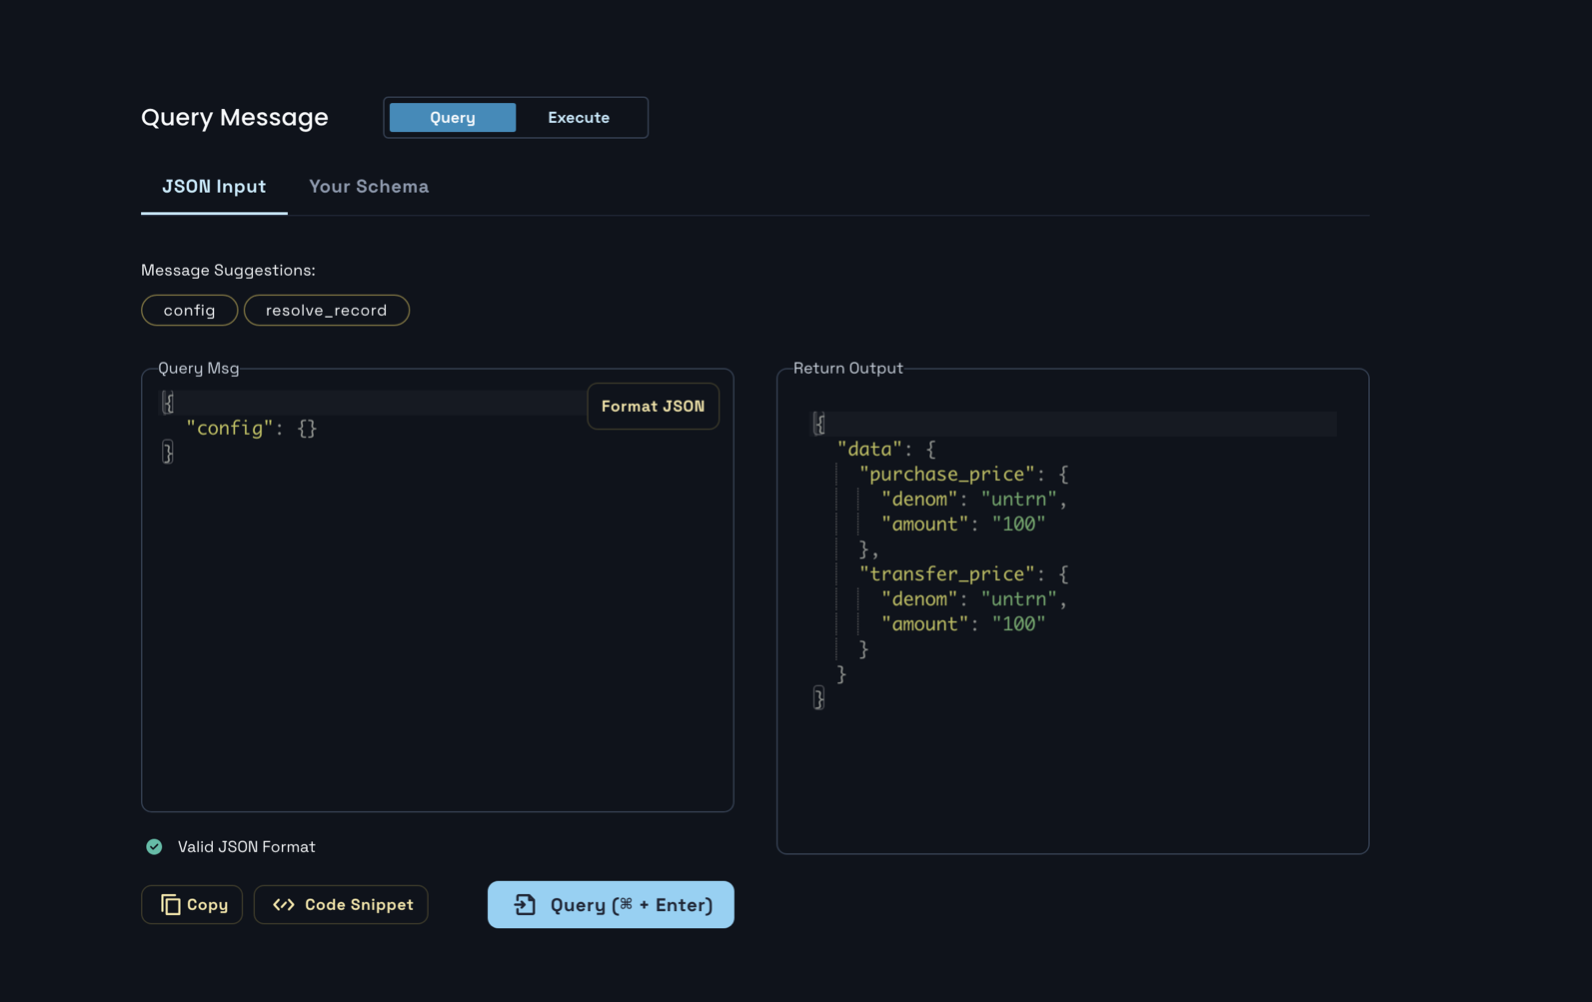 Query Message
Query Execute
JSON Input Your Schema
Message Suggestions:
config resolve_record
Query Msg
Format JSON
{
"config": {}
}
Valid JSON Format
Copy Code Snippet Query (⌘ + Enter)
Return Output
{
"data": {
"purchase_price": {
"denom": "untrn",
"amount": "100"
},
"transfer_price": {
"denom": "untrn",
"amount": "100"
}
}
}